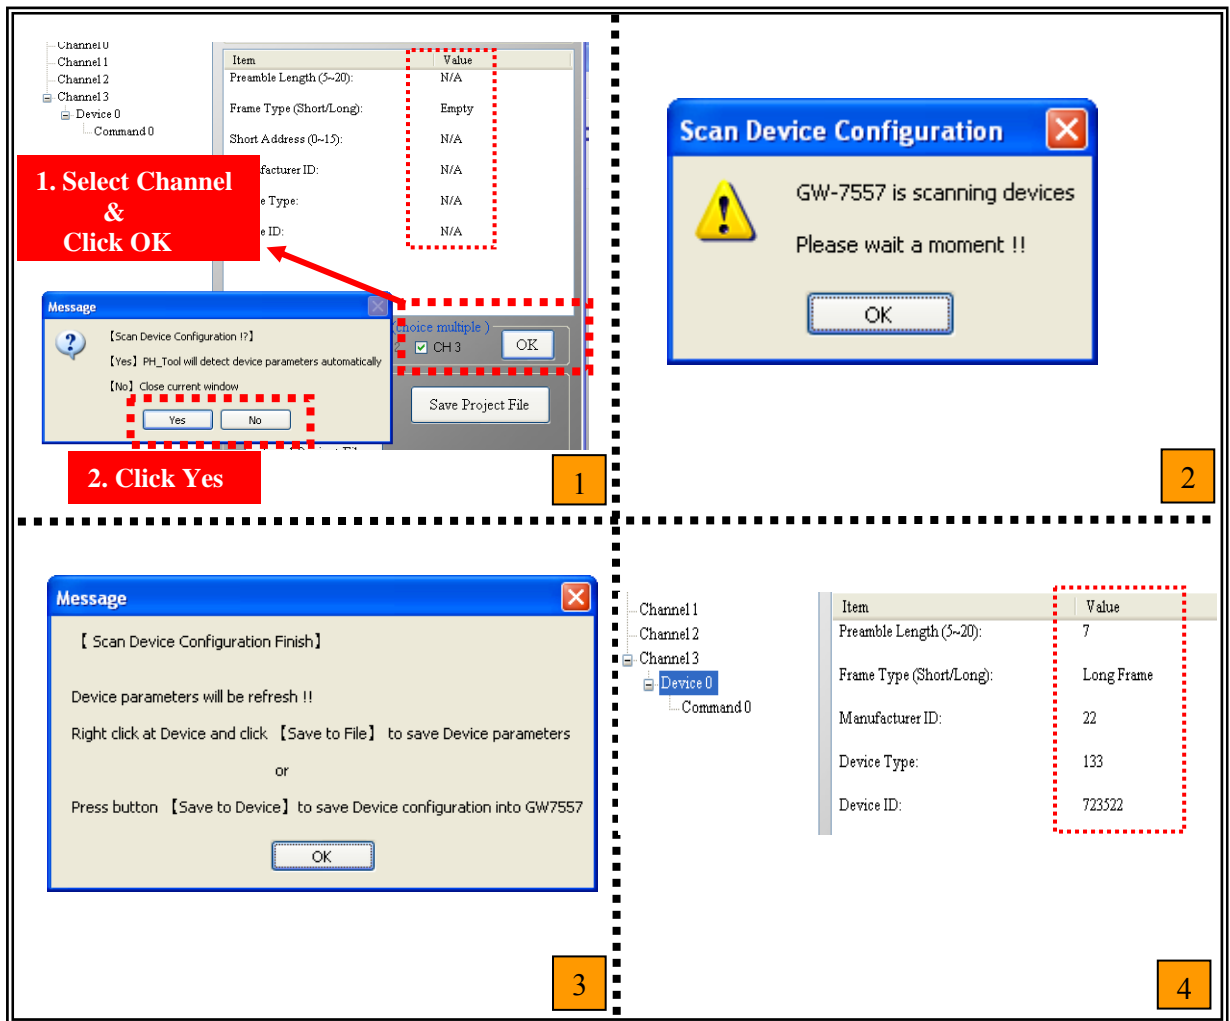 Channel 0
Channel 1
Channel 2
Channel 3
Device 0
Command 0
Item Value
Preamble Length (5~20): N/A
Frame Type (Short/Long): Empty
Short Address (0~15): N/A
facturer ID: N/A
e Type: N/A
e ID: N/A
1. Select Channel
&
Click OK
Message
【Scan Device Configuration !?】
【Yes】 PH_Tool will detect device parameters automatically
【No】 Close current window
Yes No
(choice multiple )
2 CH 3 OK
Save Project File
2. Click Yes
1
Scan Device Configuration
GW-7557 is scanning devices
Please wait a moment !!
OK
2
Message
【 Scan Device Configuration Finish】
Device parameters will be refresh !!
Right click at Device and click 【Save to File】 to save Device parameters
or
Press button 【Save to Device】 to save Device configuration into GW7557
OK
3
Channel 1
Channel 2
Channel 3
Device 0
Command 0
Item Value
Preamble Length (5~20): 7
Frame Type (Short/Long): Long Frame
Manufacturer ID: 22
Device Type: 133
Device ID: 723522
4